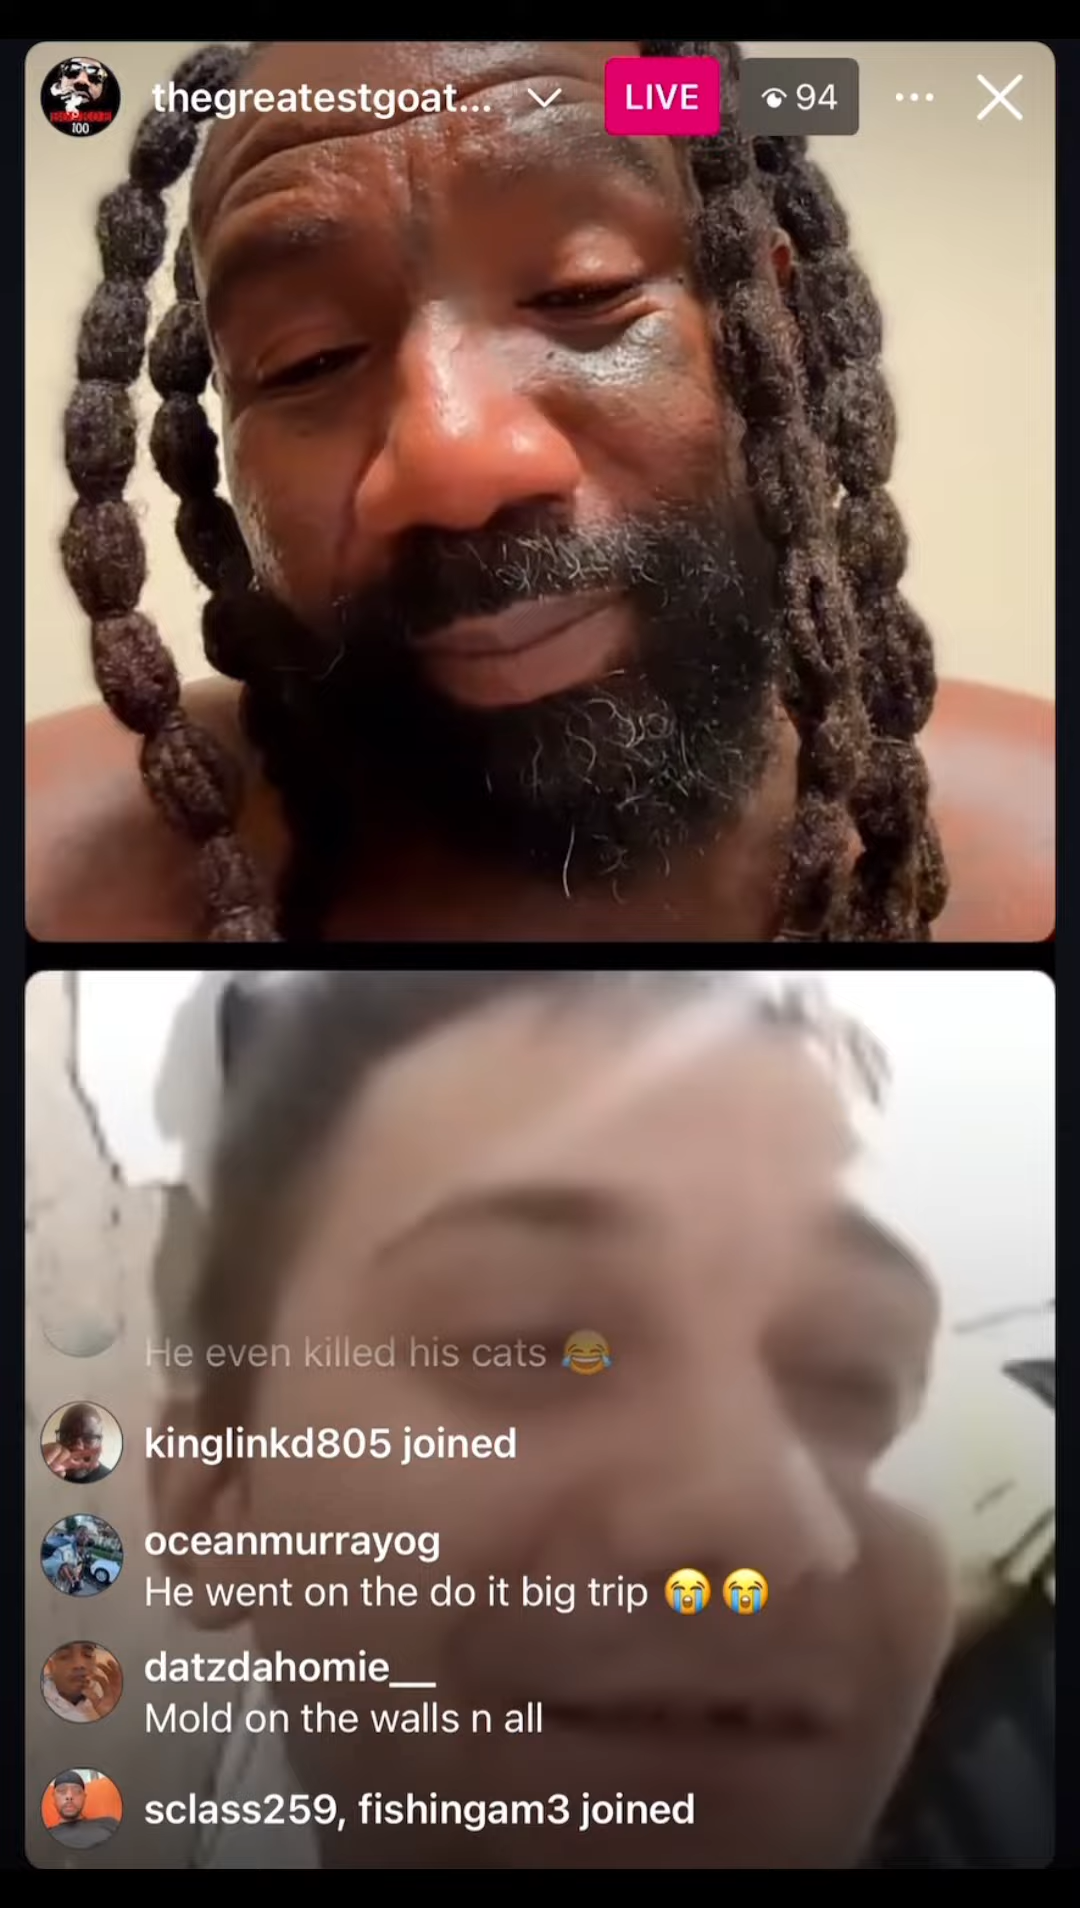 thegreatestgoat...
LIVE
94
100
He even killed his cats 😂
kinglinkd805 joined
oceanmurrayog
He went on the do it big trip 😭 😭
datzdahomie__
Mold on the walls n all
sclass259, fishingam3 joined